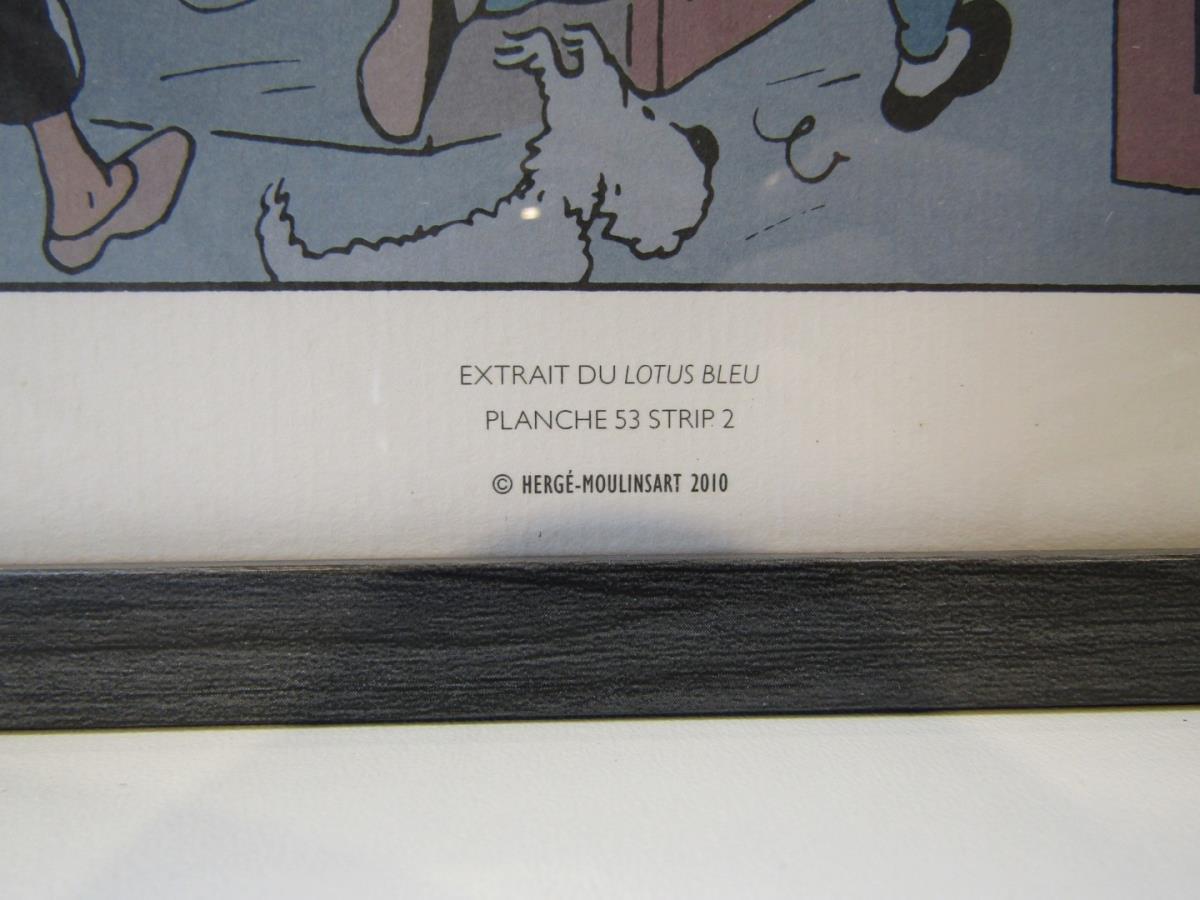 EXTRAIT DU LOTUS BLEU
PLANCHE 53 STRIP 2
© HERGÉ-MOULINSART 2010